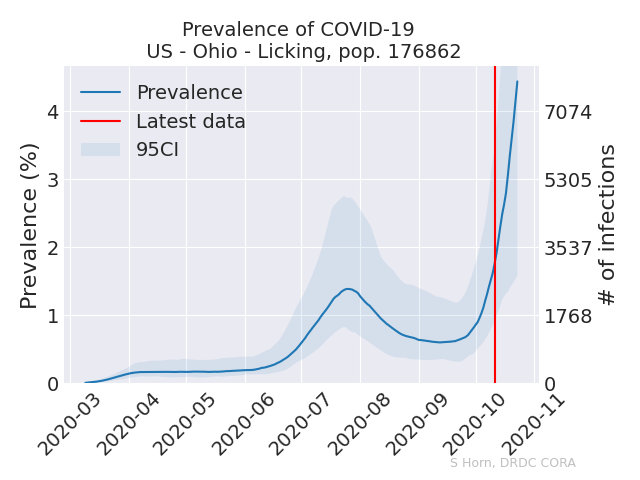 Prevalence of COVID-19
US - Ohio - Licking, pop. 176862
Prevalence
Latest data
95CI
Prevalence (%)
4
3
2
1
0
7074
5305
3537
1768
0
# of infections
2020-03
2020-04
2020-05
2020-06
2020-07
2020-08
2020-09
2020-10
2020-11
S Horn, DRDC CORA